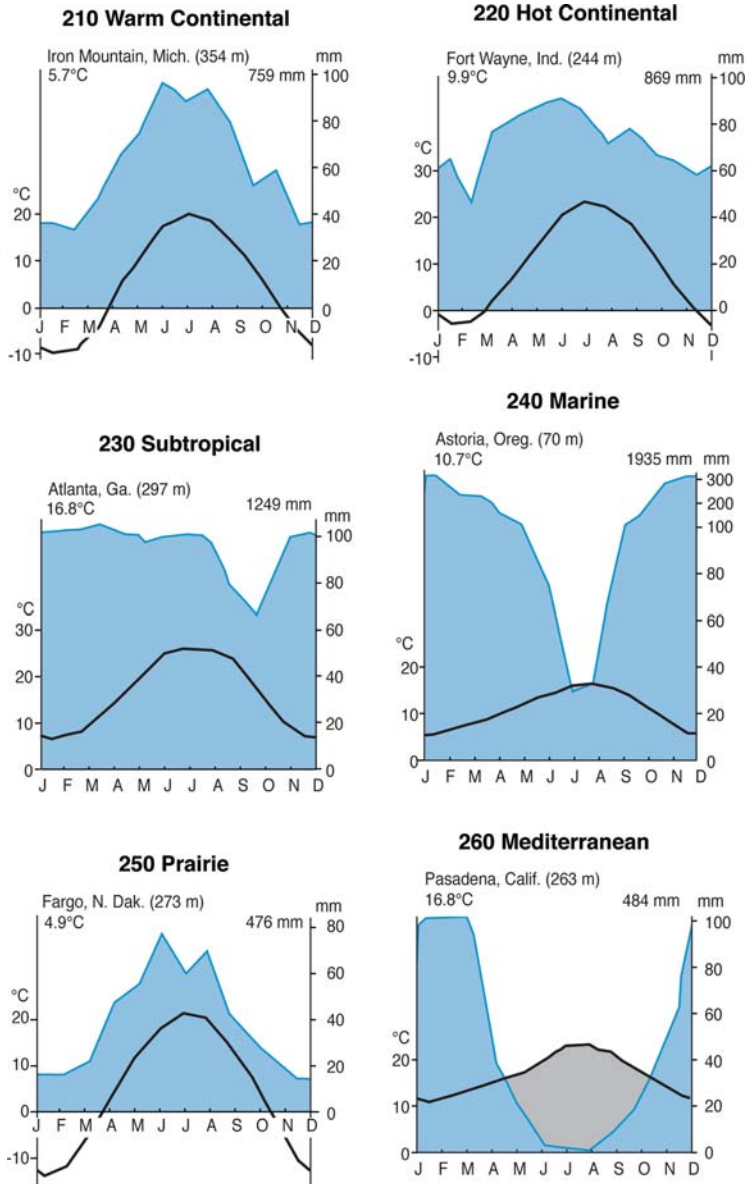 210 Warm Continental
Iron Mountain, Mich. (354 m)
5.7°C 759 mm
mm
100
80
60
40
20
0
°C
20
10
0
-10
J F M A M J J A S O N D
220 Hot Continental
Fort Wayne, Ind. (244 m)
9.9°C 869 mm
mm
100
80
60
40
20
0
-10
°C
30
20
10
0
-10
J F M A M J J A S O N D
230 Subtropical
Atlanta, Ga. (297 m)
16.8°C 1249 mm
mm
100
80
60
40
20
0
°C
30
20
10
0
J F M A M J J A S O N D
240 Marine
Astoria, Oreg. (70 m)
10.7°C 1935 mm mm
300
200
100
80
60
40
20
0
°C
20
10
0
J F M A M J J A S O N D
250 Prairie
Fargo, N. Dak. (273 m)
4.9°C 476 mm
mm
80
60
40
20
0
°C
20
10
0
-10
J F M A M J J A S O N D
260 Mediterranean
Pasadena, Calif. (263 m)
16.8°C 484 mm
mm
100
80
60
40
20
0
°C
20
10
0
J F M A M J J A S O N D